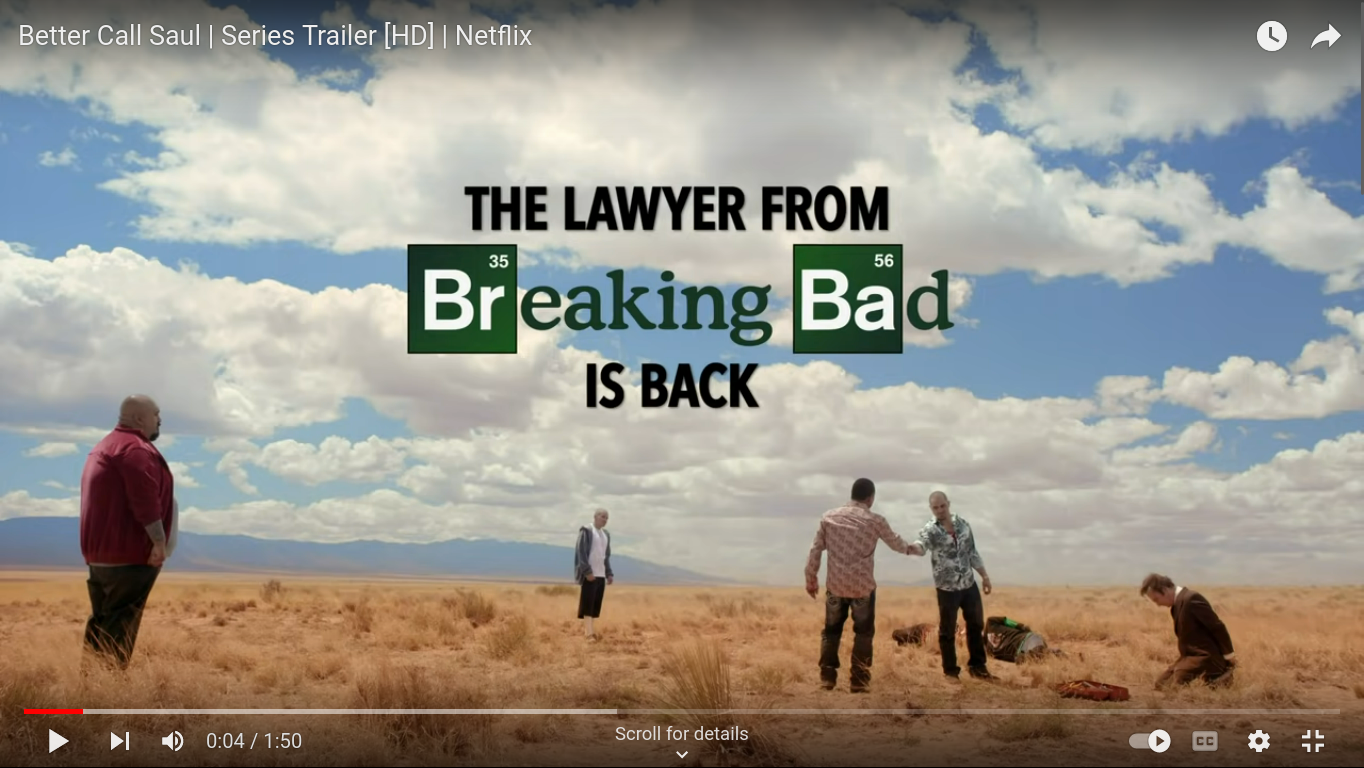 Better Call Saul | Series Trailer [HD] | Netflix
THE LAWYER FROM
35 56
Breaking Bad
IS BACK
0:04 / 1:50
Scroll for details
CC